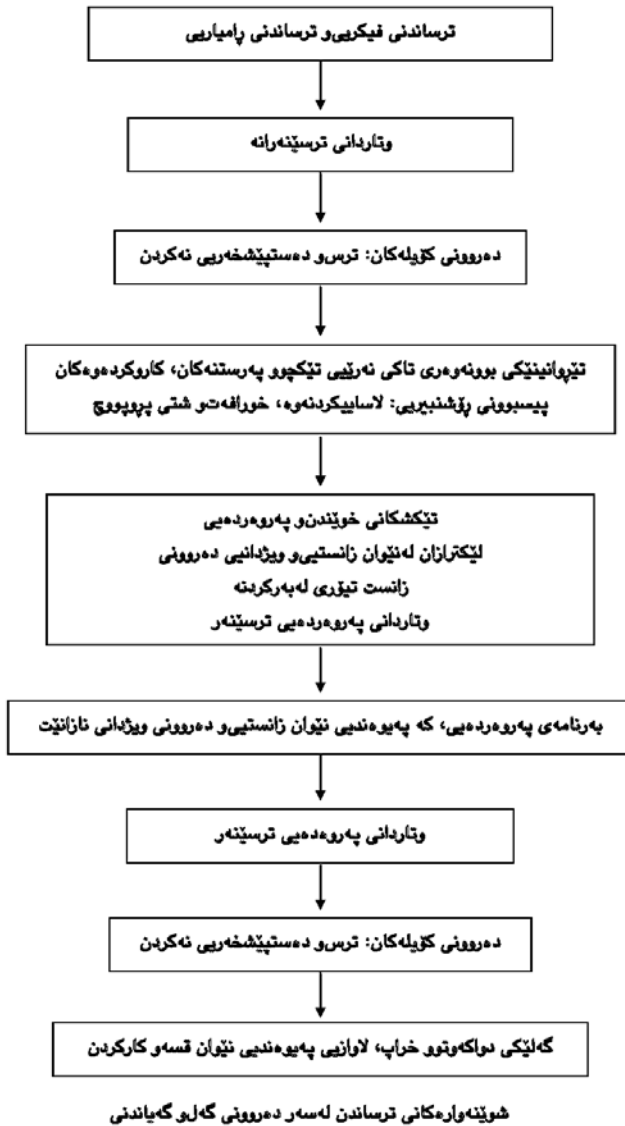 ترساندنی فیکریی‌و ترساندنی ڕامیاریی
وتاردانی ترسێنەرانە
دەروونی کۆیلەکان: ترس‌و دەستپێشخەریی نەکردن
تێڕوانینێکی بوونەوەری تاکی نەرێیی تێکچوو پەرستنەکان، کاروکردەوەکان
پیسبوونی ڕۆشنبیریی: لاساییکردنەوە، خورافەت‌و شتی پڕوپووچ
تێکشکانی خوێندن‌و پەروەردەیی
لێکترازان لەنێوان زانستیی‌و ویژدانیی دەروونی
زانست تیۆری لەبەرکردنە
وتاردانی پەروەردەیی ترسێنەر
بەرنامەی پەروەردەیی، کە پەیوەندیی نێوان زانستیی‌و دەروونی ویژدانی نازانێت
وتاردانی پەروەدەیی ترسێنەر
دەروونی کۆیلەکان: ترس‌و دەستپێشخەریی نەکردن
گەلێکی دواکەوتوو خراپ، لاوازیی پەیوەندیی نێوان قسەو کارکردن
شوێنەوارەکانی ترساندن لەسەر دەروونی گەل‌و گەیاندنی